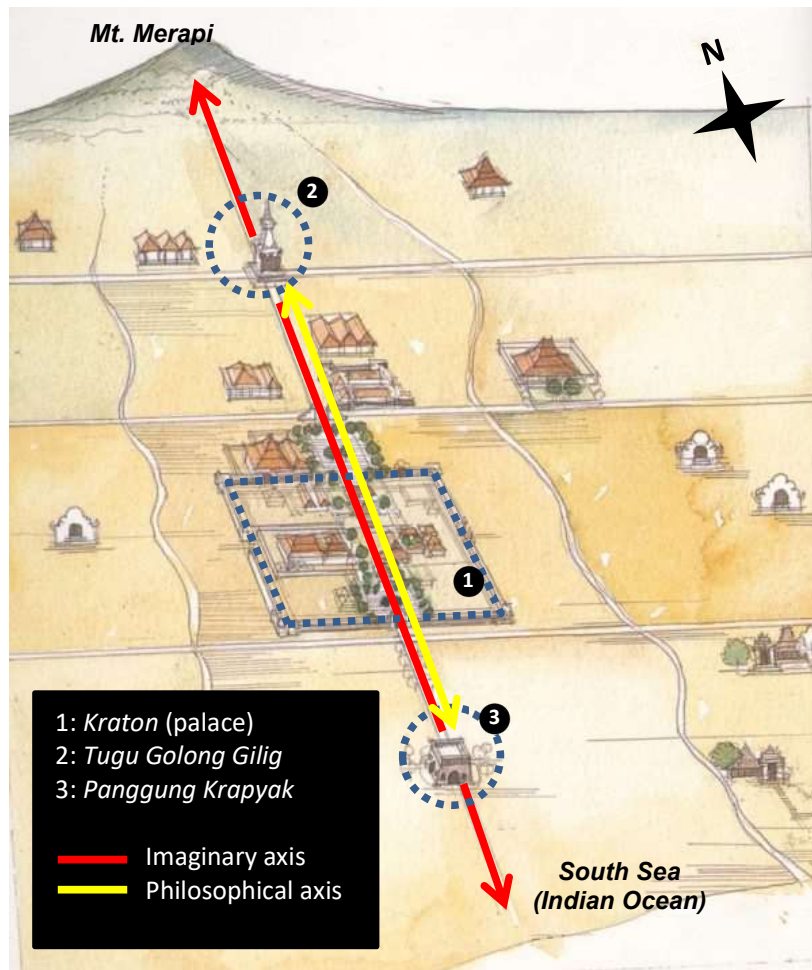 Mt. Merapi
N
2
1
3
1: Kraton (palace)
2: Tugu Golong Gilig
3: Panggung Krapyak
Imaginary axis
Philosophical axis
South Sea
(Indian Ocean)